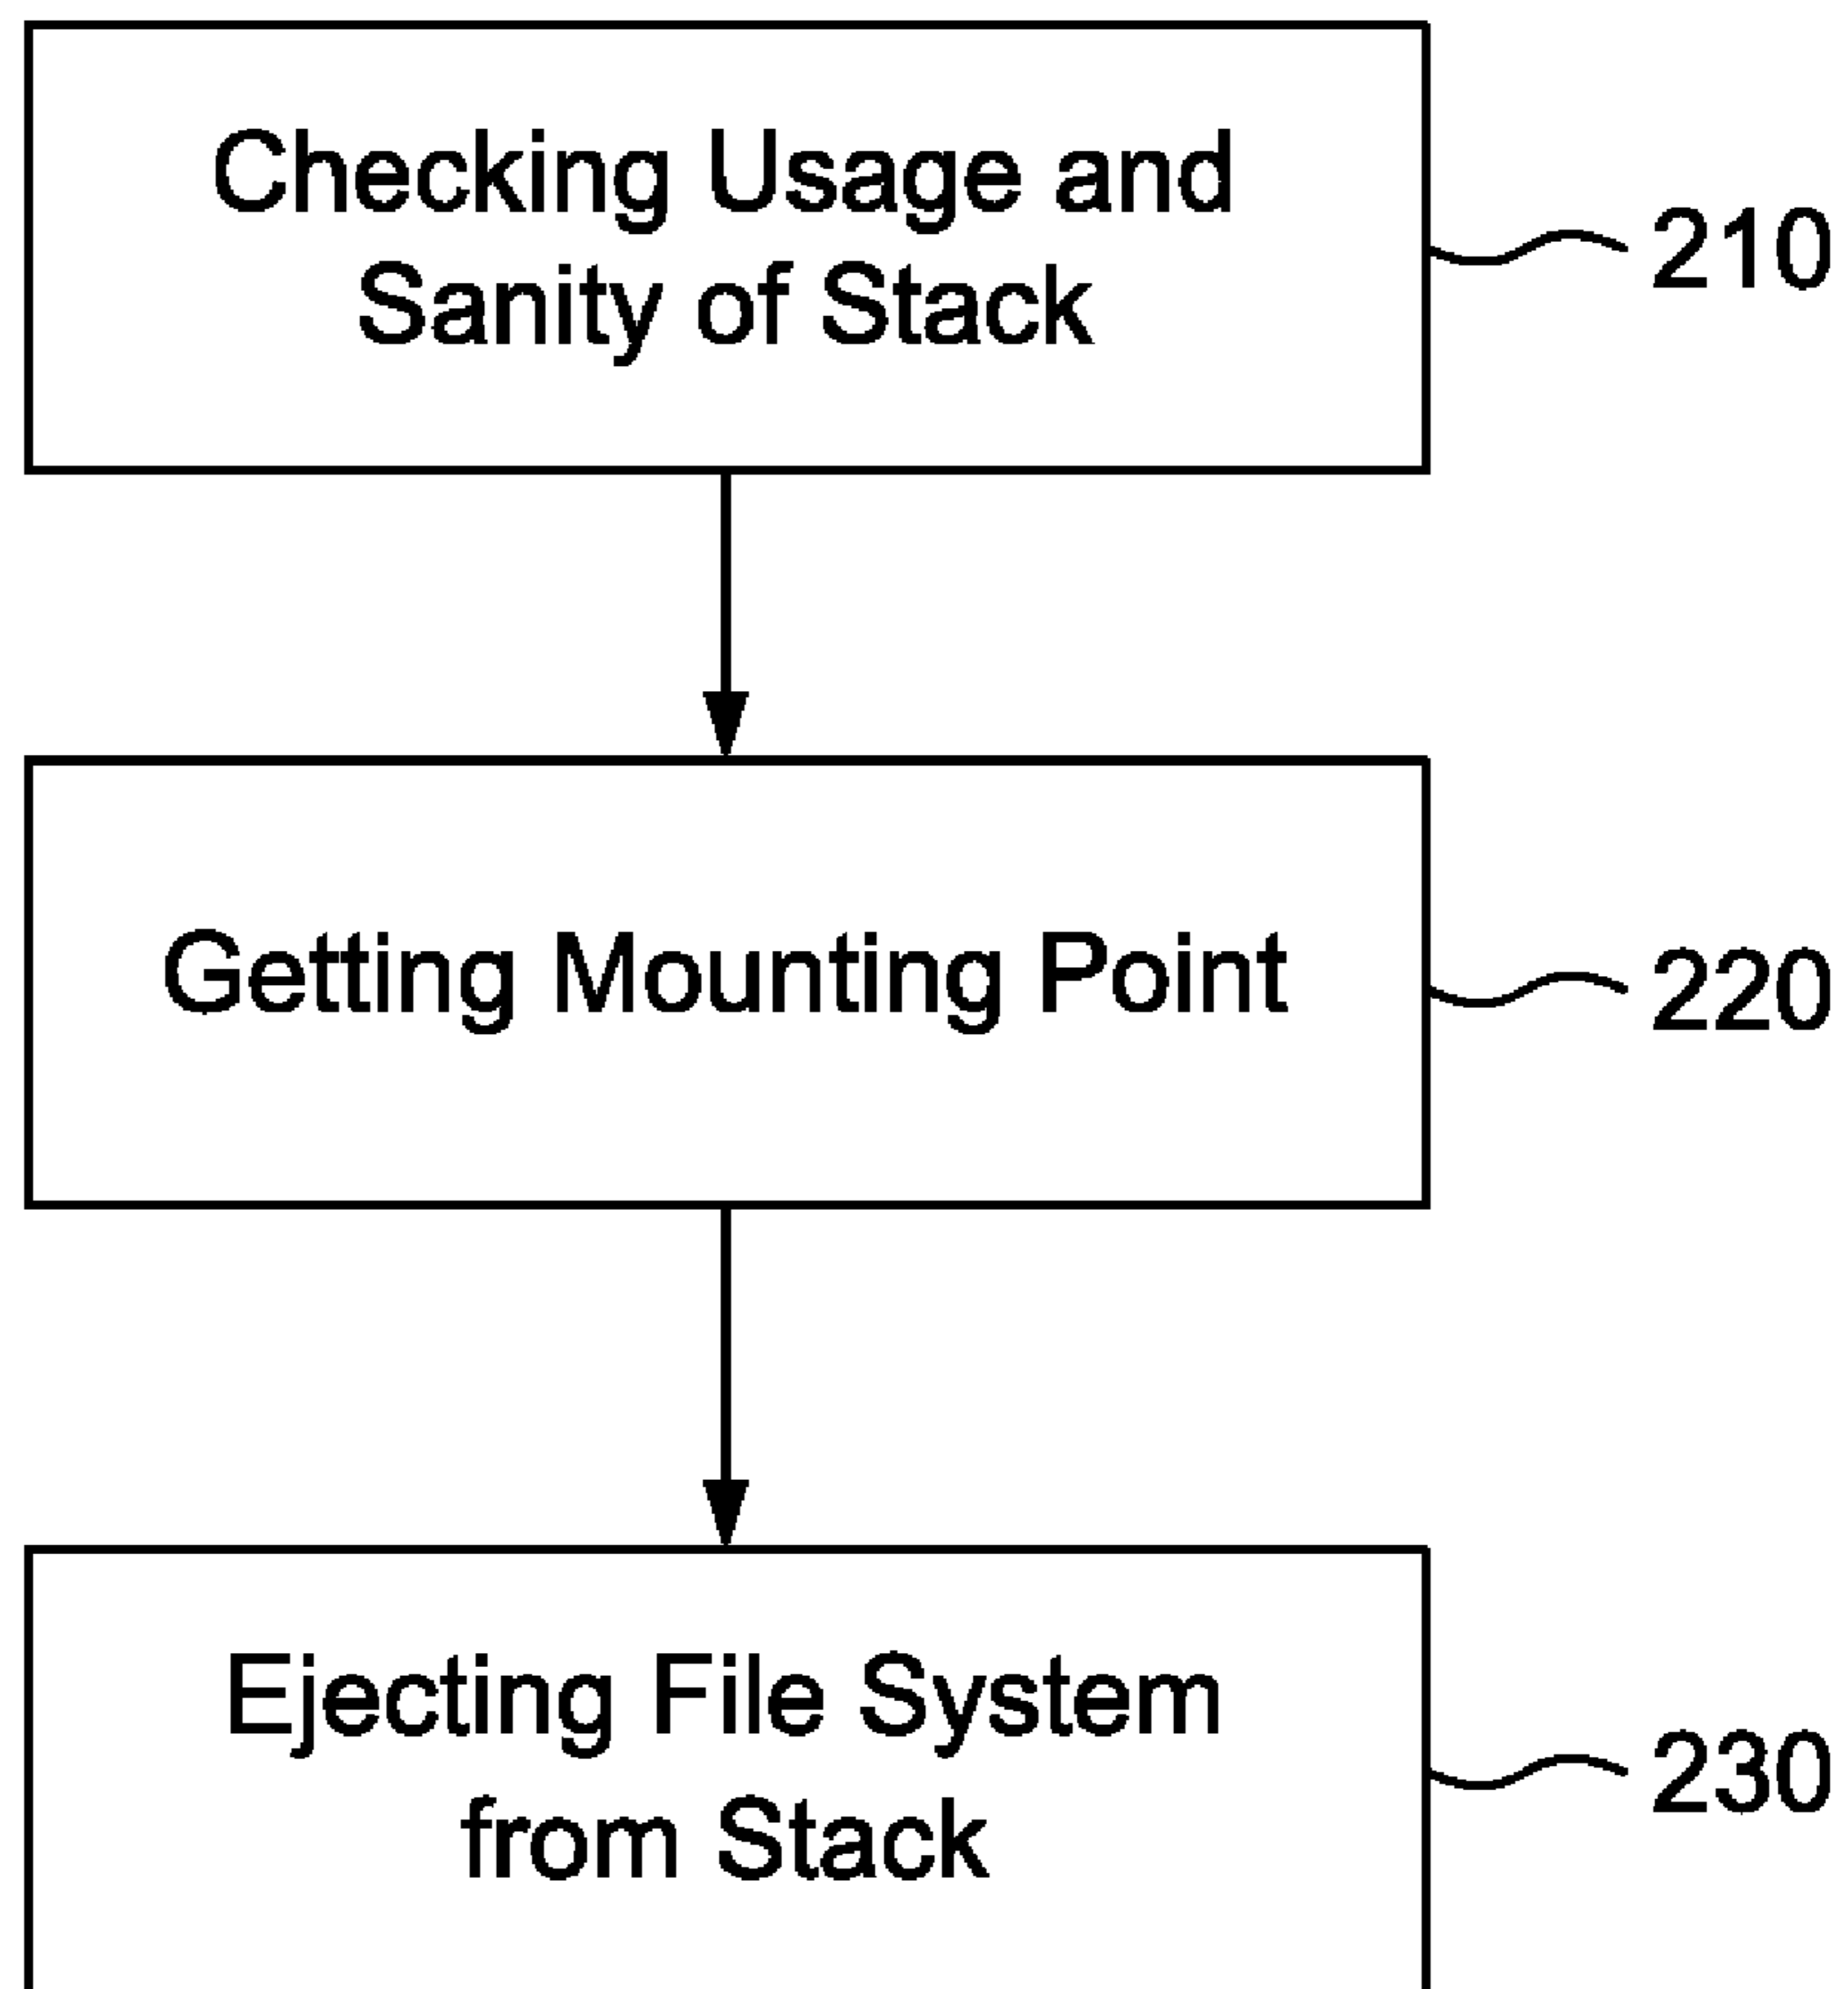 Checking Usage and
Sanity of Stack
210
Getting Mounting Point
220
Ejecting File System
from Stack
230